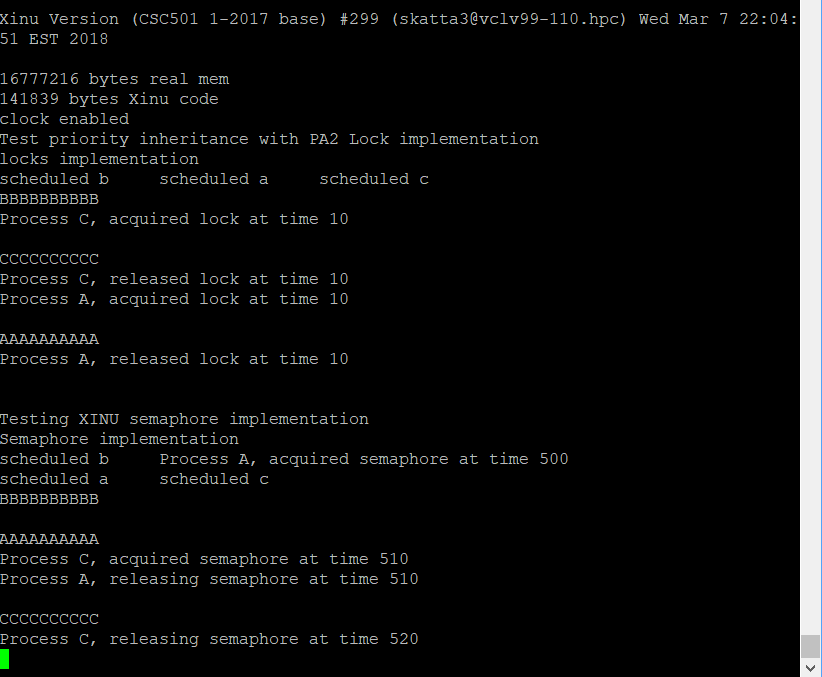 Xinu Version (CSC501 1-2017 base) #299 (skatta3@vclv99-110.hpc) Wed Mar 7 22:04:
51 EST 2018
16777216 bytes real mem
141839 bytes Xinu code
clock enabled
Test priority inheritance with PA2 Lock implementation
locks implementation
scheduled b     scheduled a     scheduled c
BBBBBBBBBB
Process C, acquired lock at time 10
CCCCCCCCCC
Process C, released lock at time 10
Process A, acquired lock at time 10
AAAAAAAAAA
Process A, released lock at time 10
Testing XINU semaphore implementation
Semaphore implementation
scheduled b     Process A, acquired semaphore at time 500
scheduled a     scheduled c
BBBBBBBBBB
AAAAAAAAAA
Process C, acquired semaphore at time 510
Process A, releasing semaphore at time 510
CCCCCCCCCC
Process C, releasing semaphore at time 520